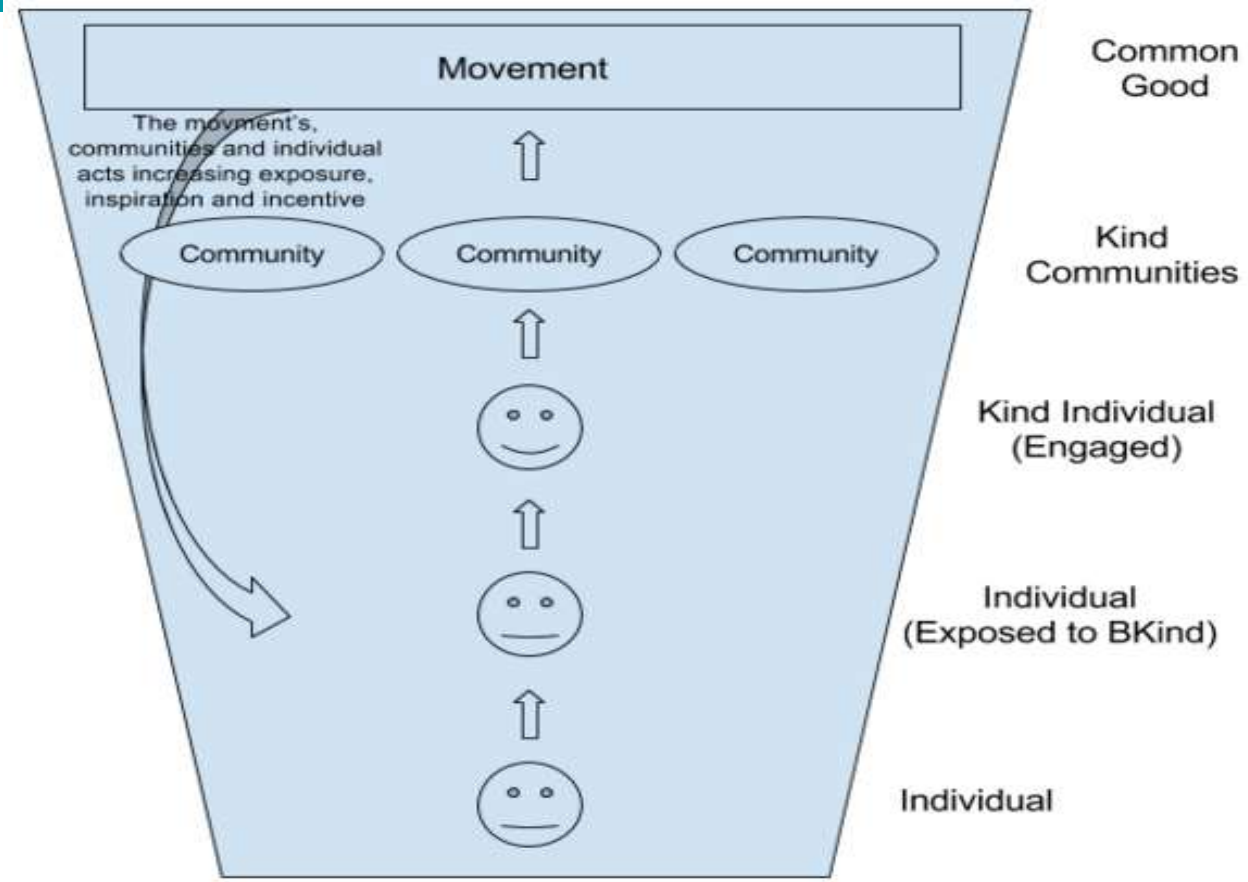 Movement
Common
Good
The movment's,
communities and individual
acts increasing exposure,
inspiration and incentive
Community
Community
Community
Kind
Communities
Kind Individual
(Engaged)
Individual
(Exposed to BKind)
Individual